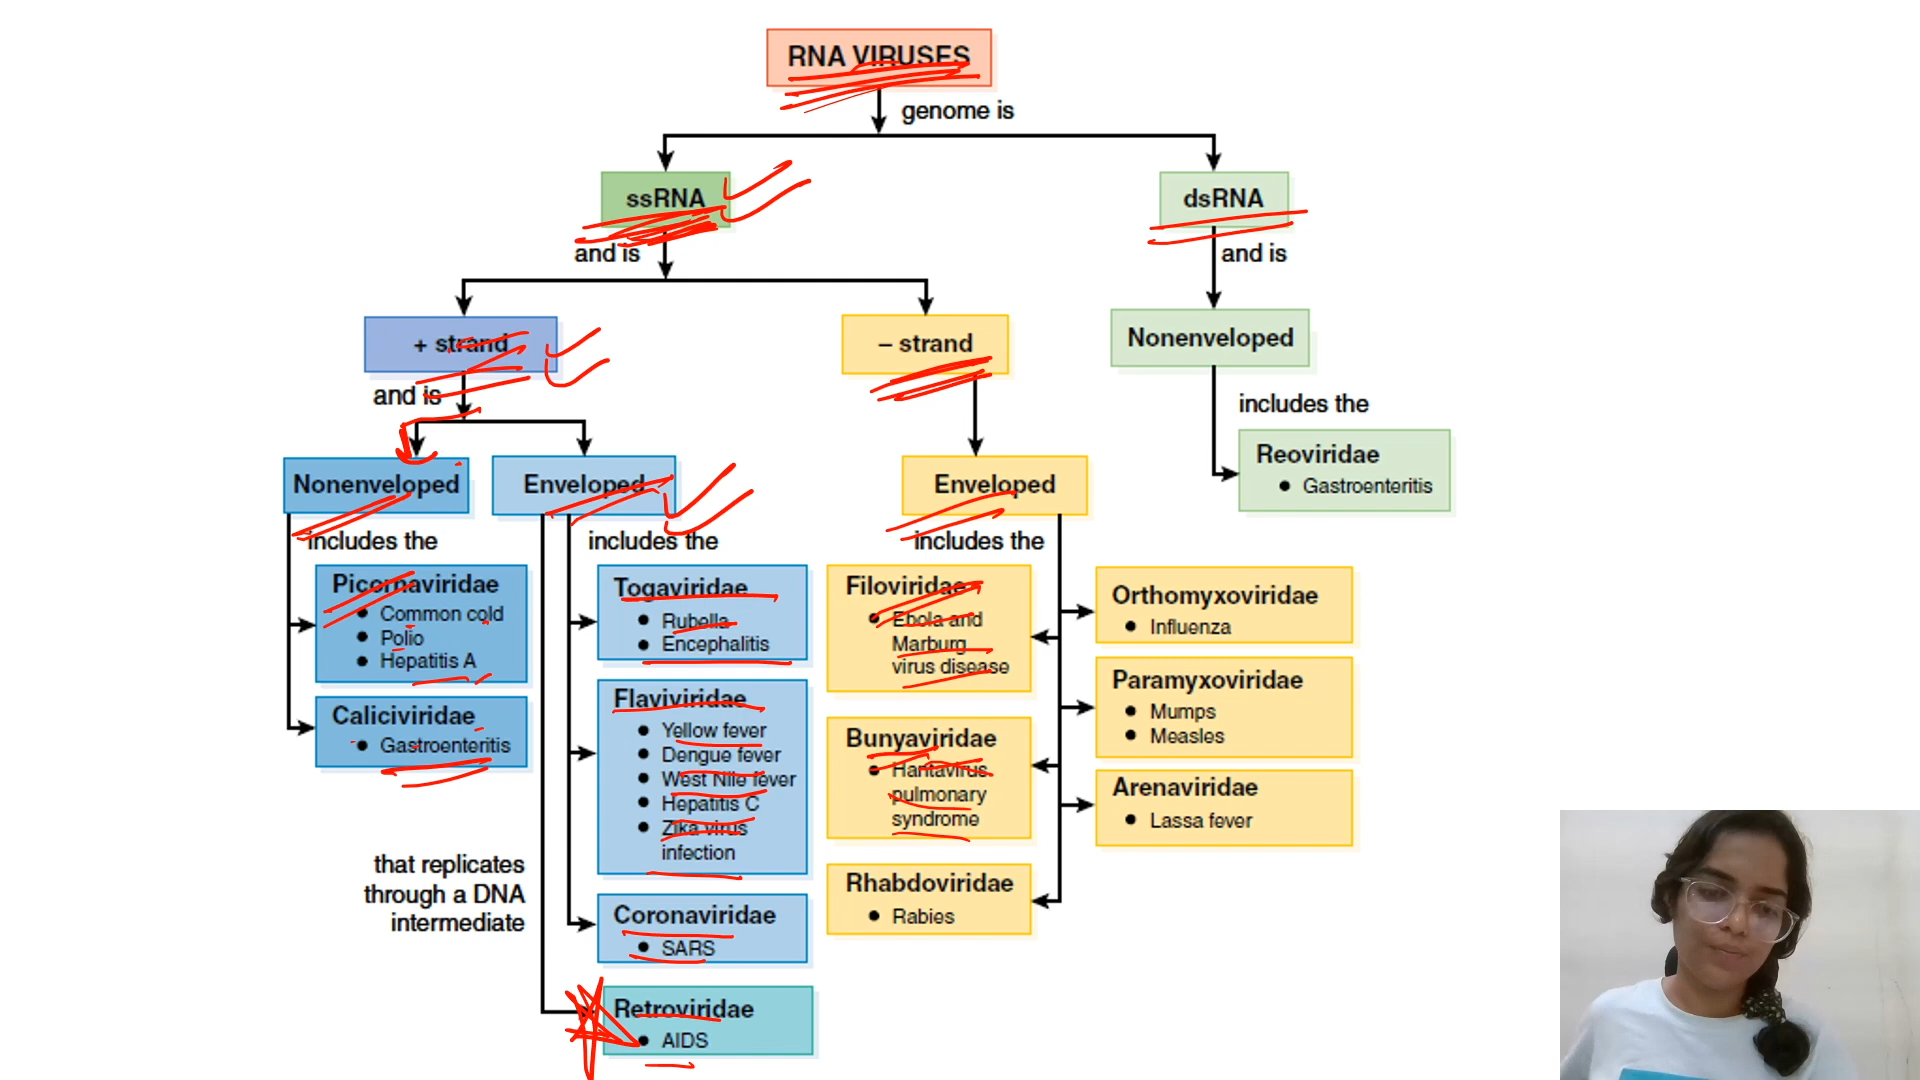 RNA VIRUSES
genome is
ssRNA
dsRNA
and is
and is
+ strand
– strand
Nonenveloped
and is
includes the
Reoviridae
• Gastroenteritis
Nonenveloped
Enveloped
Enveloped
includes the
includes the
includes the
Picornaviridae
• Common cold
• Polio
• Hepatitis A
Caliciviridae
• Gastroenteritis
Togaviridae
• Rubella
• Encephalitis
Flaviviridae
• Yellow fever
• Dengue fever
• West Nile fever
• Hepatitis C
• Zika virus
infection
Coronaviridae
• SARS
that replicates
through a DNA
intermediate
Retroviridae
• AIDS
Filoviridae
• Ebola and
Marburg
virus disease
Bunyaviridae
• Hantavirus
pulmonary
syndrome
Rhabdoviridae
• Rabies
Orthomyxoviridae
• Influenza
Paramyxoviridae
• Mumps
• Measles
Arenaviridae
• Lassa fever